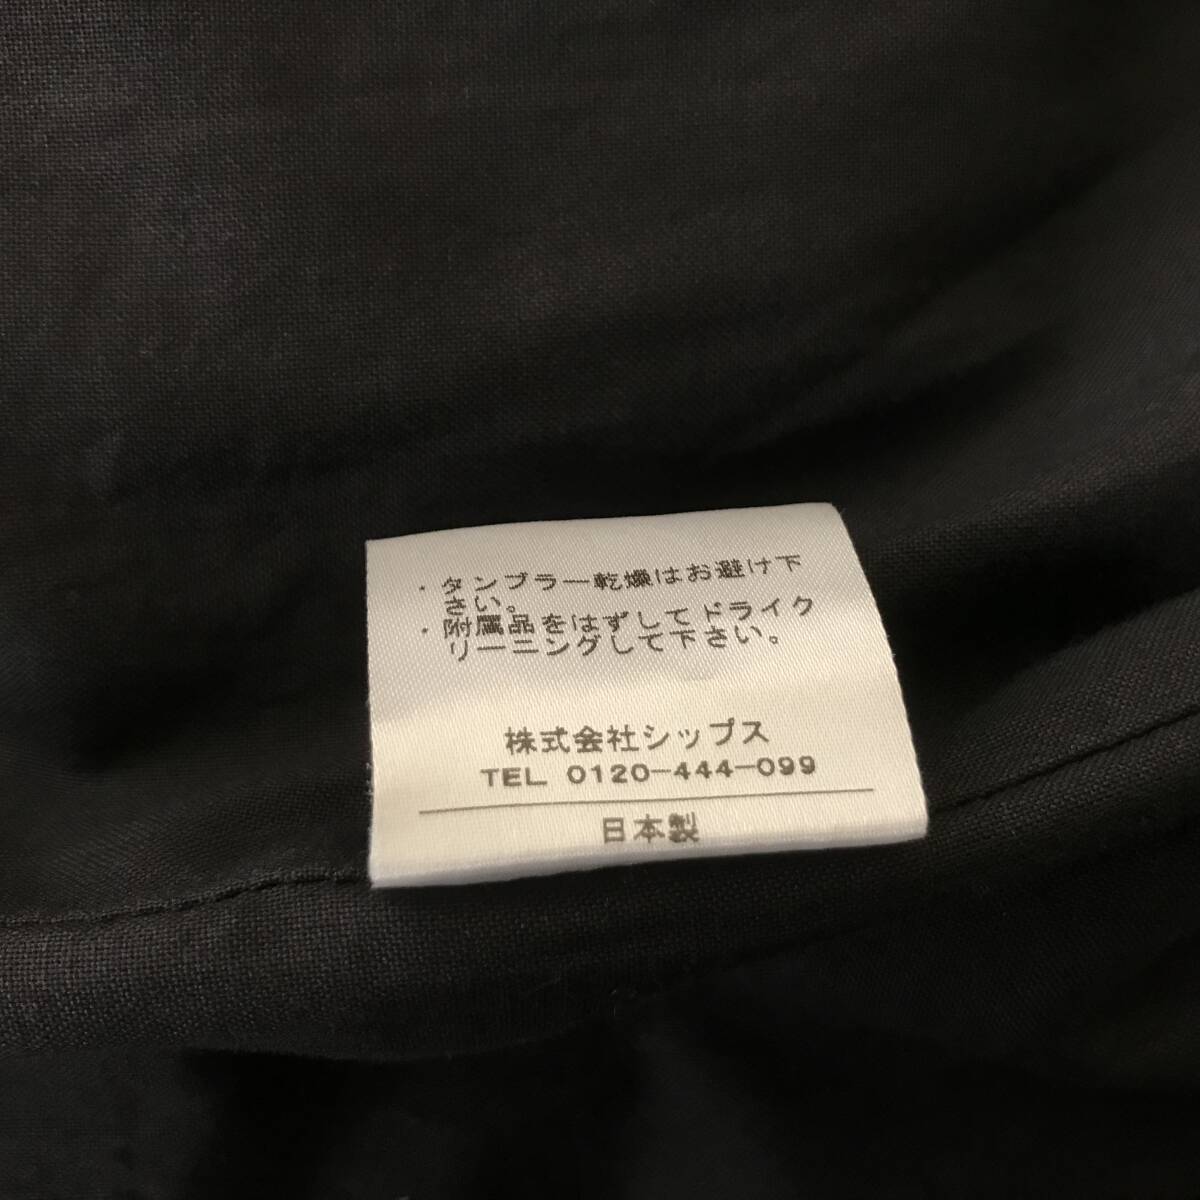 ・タンブラー乾燥はお避け下
さい。
・附属品をはずしてドライク
リーニングして下さい。
株式会社シップス
TEL 0120-444-099
日本製